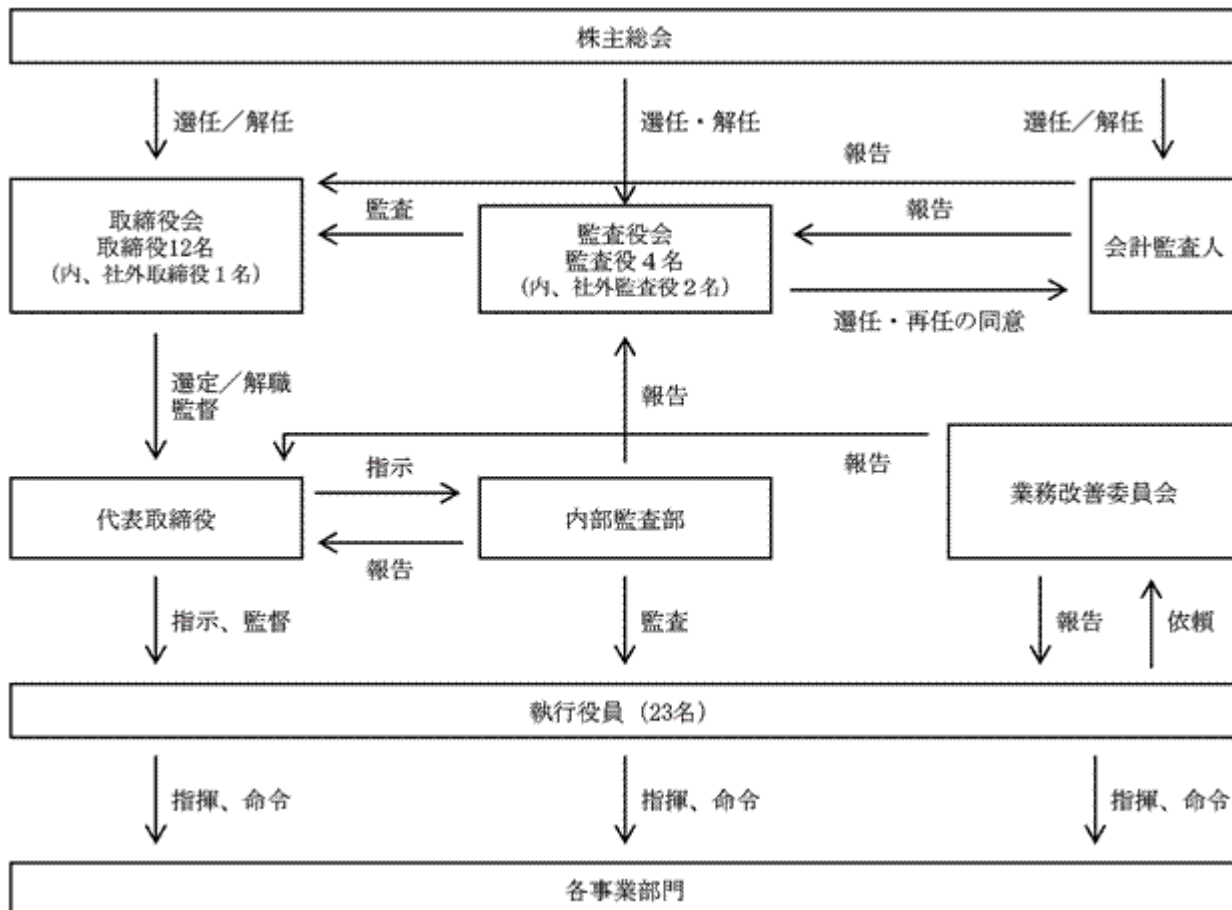 株主総会
選任／解任
選任・解任
選任／解任
報告
取締役会
取締役12名
(内、社外取締役１名)
監査
監査役会
監査役４名
(内、社外監査役２名)
報告
会計監査人
選任・再任の同意
選定／解職
監督
報告
報告
業務改善委員会
代表取締役
指示
報告
内部監査部
指示、監督
監査
報告
依頼
執行役員 (23名)
指揮、命令
指揮、命令
指揮、命令
各事業部門